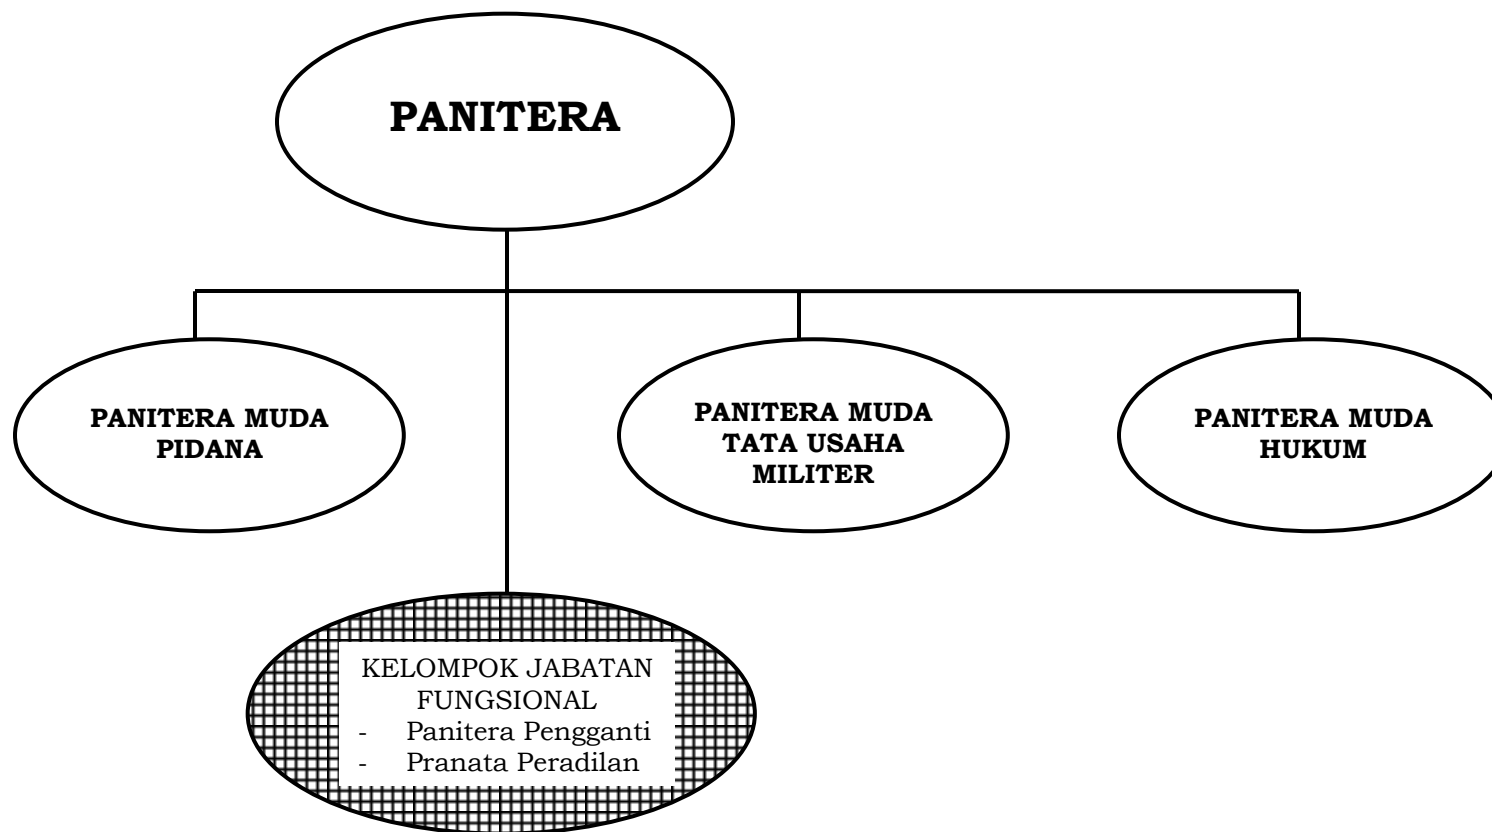 PANITERA
PANITERA MUDA
PIDANA
PANITERA MUDA
TATA USAHA
MILITER
PANITERA MUDA
HUKUM
KELOMPOK JABATAN
FUNGSIONAL
- Panitera Pengganti
- Pranata Peradilan